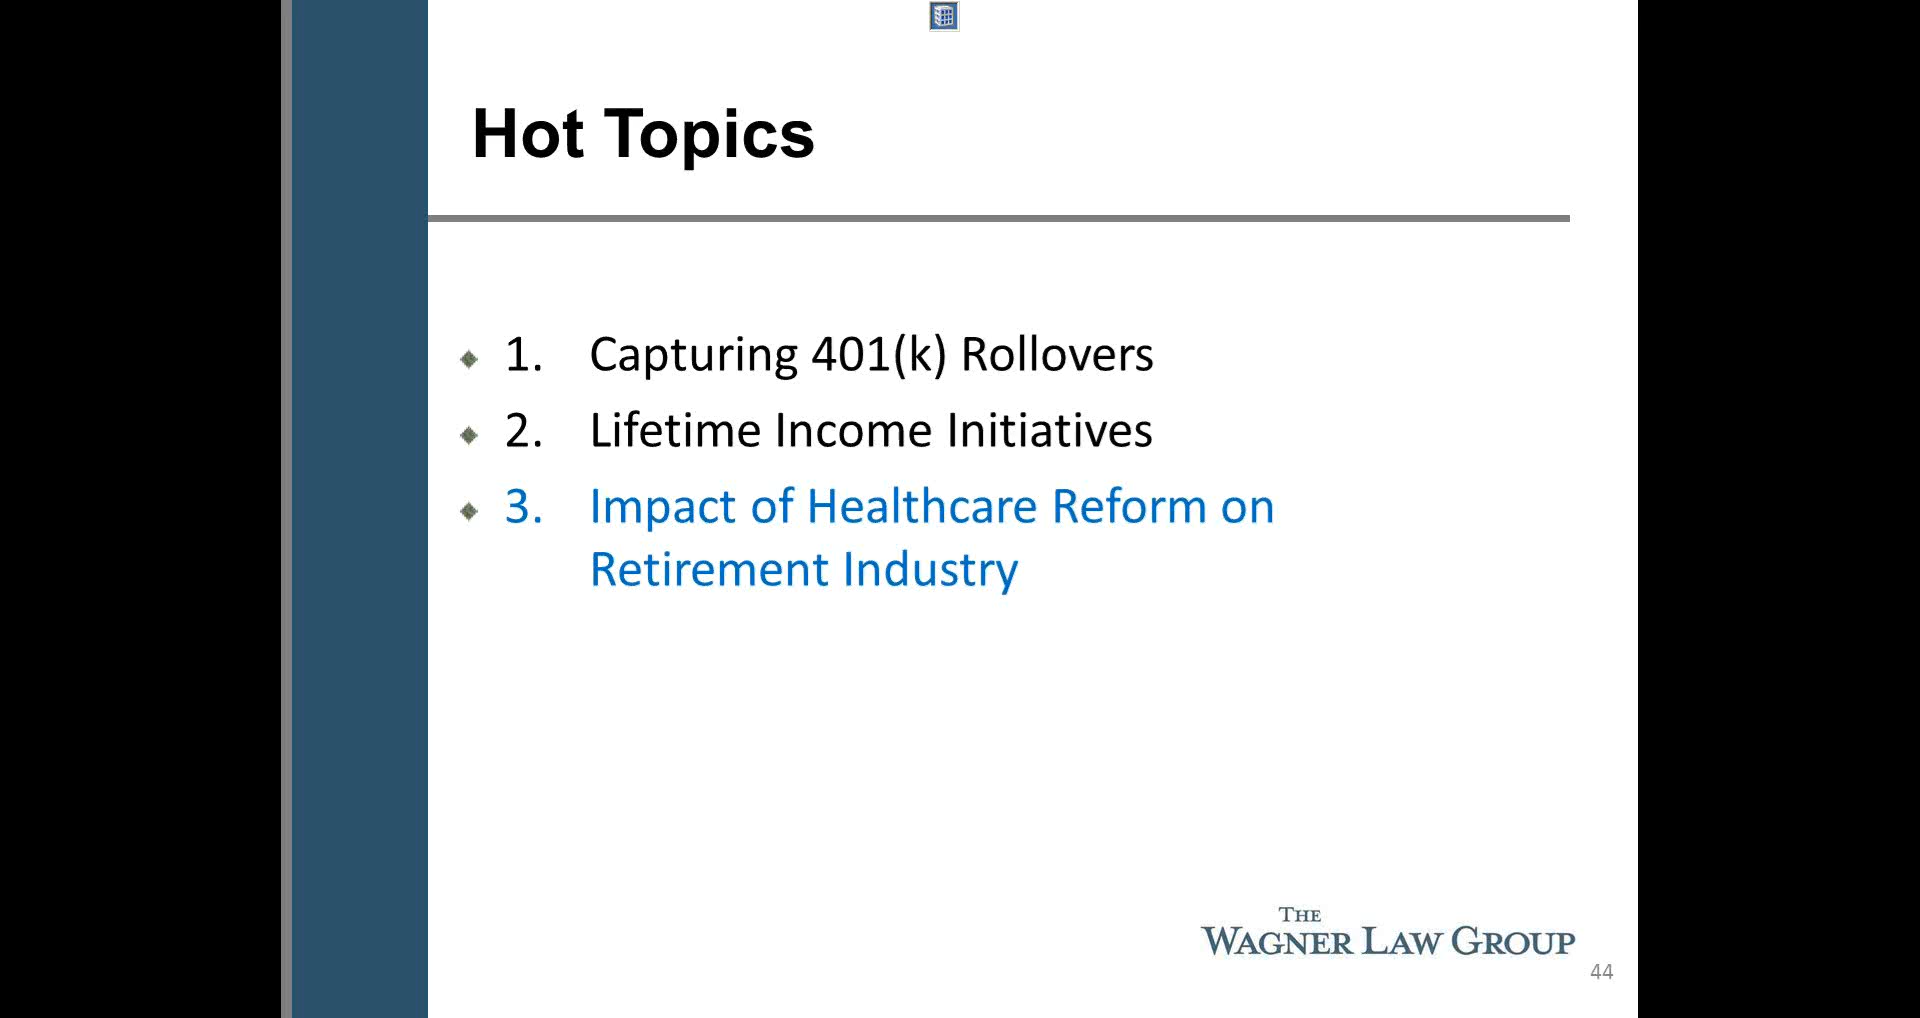 Hot Topics
1. Capturing 401(k) Rollovers
2. Lifetime Income Initiatives
3. Impact of Healthcare Reform on
Retirement Industry
THE
WAGNER LAW GROUP
44